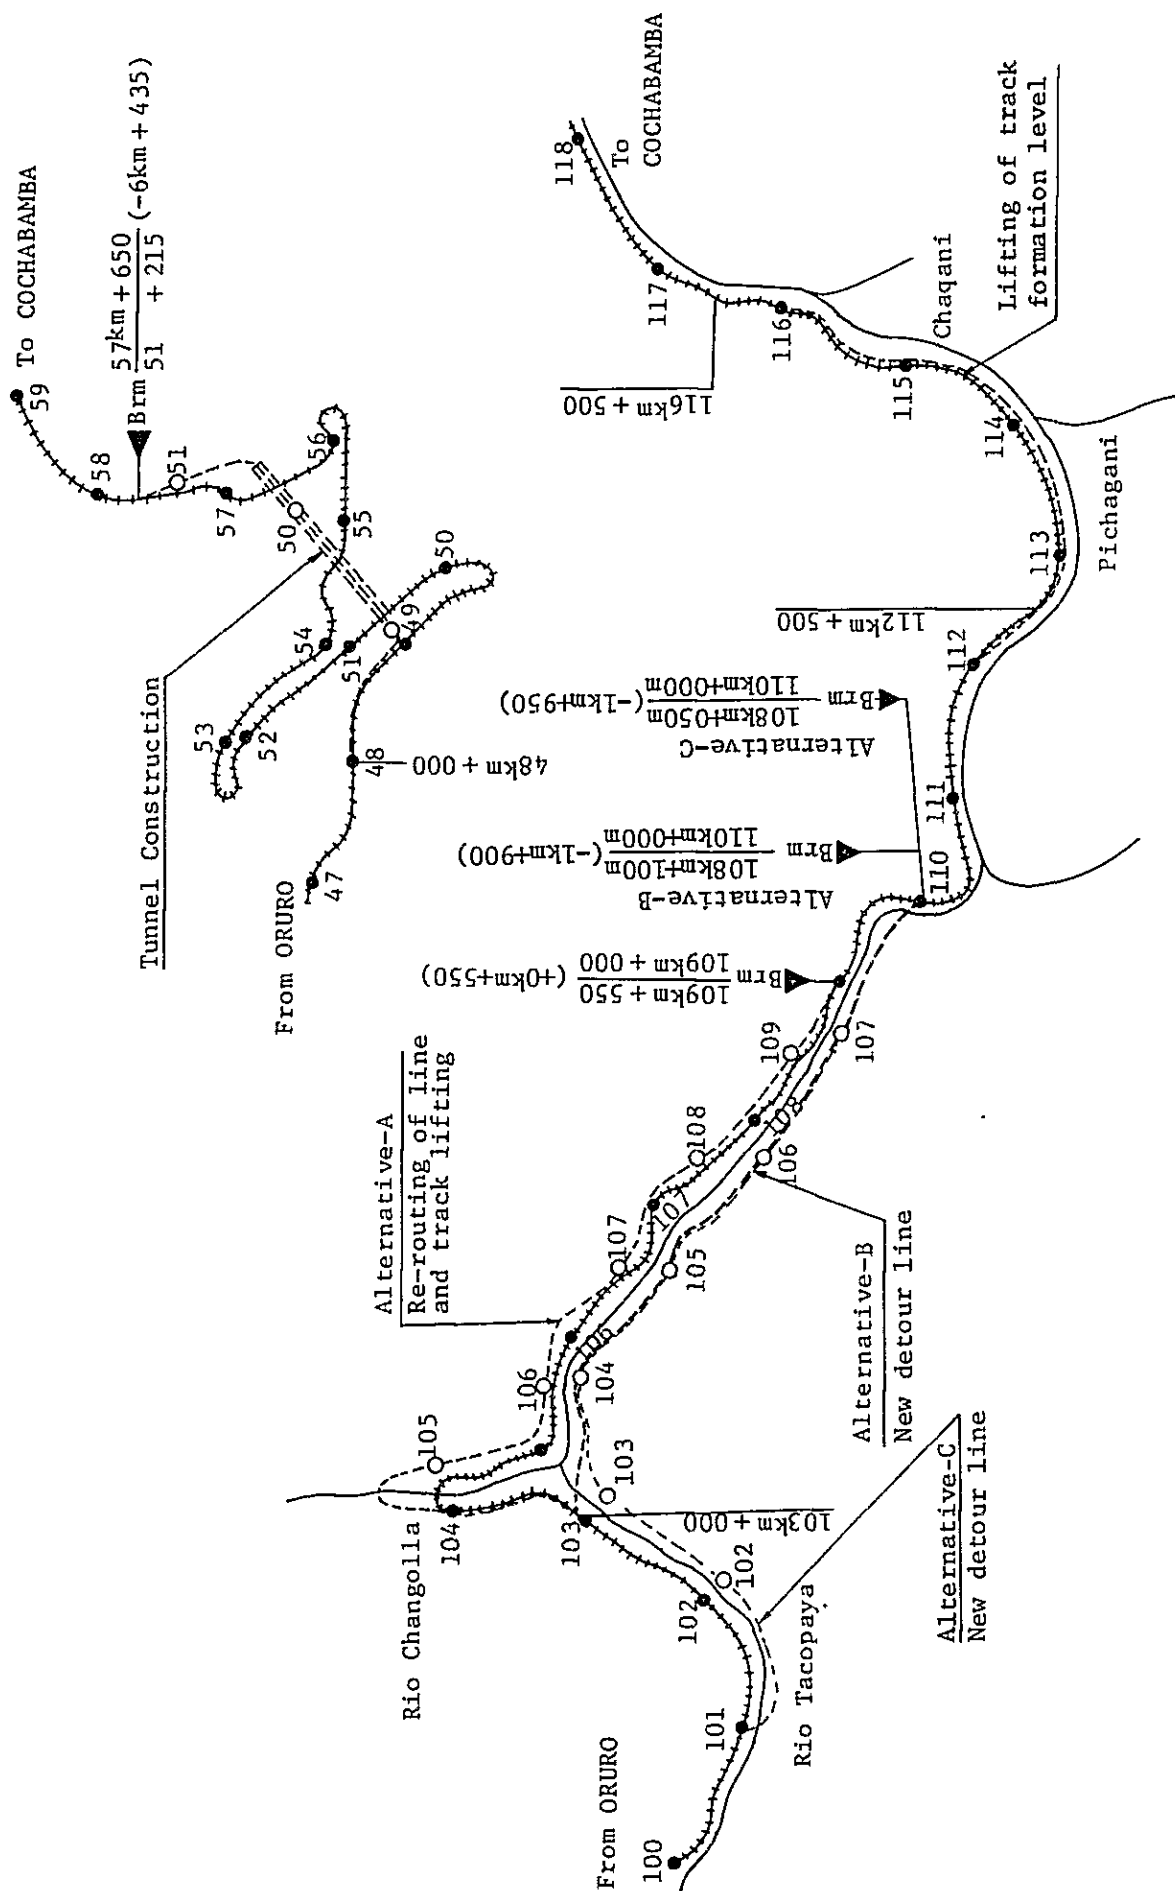 To COCHABAMBA
59
58
Brm 57km + 650 (-6km + 435)
51 + 215
51
57
56
50
55
50
54
49
51
53
52
48
47
48km + 000
Tunnel Construction
From ORURO
118
To
COCHABAMBA
117
116
116km + 500
Chaqani
115
Lifting of track
formation level
114
113
Pichagani
112km + 500
112
111
110
Alternative-C
108km+050m
110km+000m
Brm
(-1km+950)
Alternative-B
108km+100m
110km+000m
Brm
(-1km+900)
109km + 550
109km + 000
Brm
(+0km+550)
Alternative-A
Re-routing of line
and track lifting
109
108
107
106
105
107
108
107
106
106
105
104
103
102
Alternative-B
New detour line
Alternative-C
New detour line
103km + 000
Rio Changolla
104
103
102
Rio Tacopaya
101
From ORURO
100